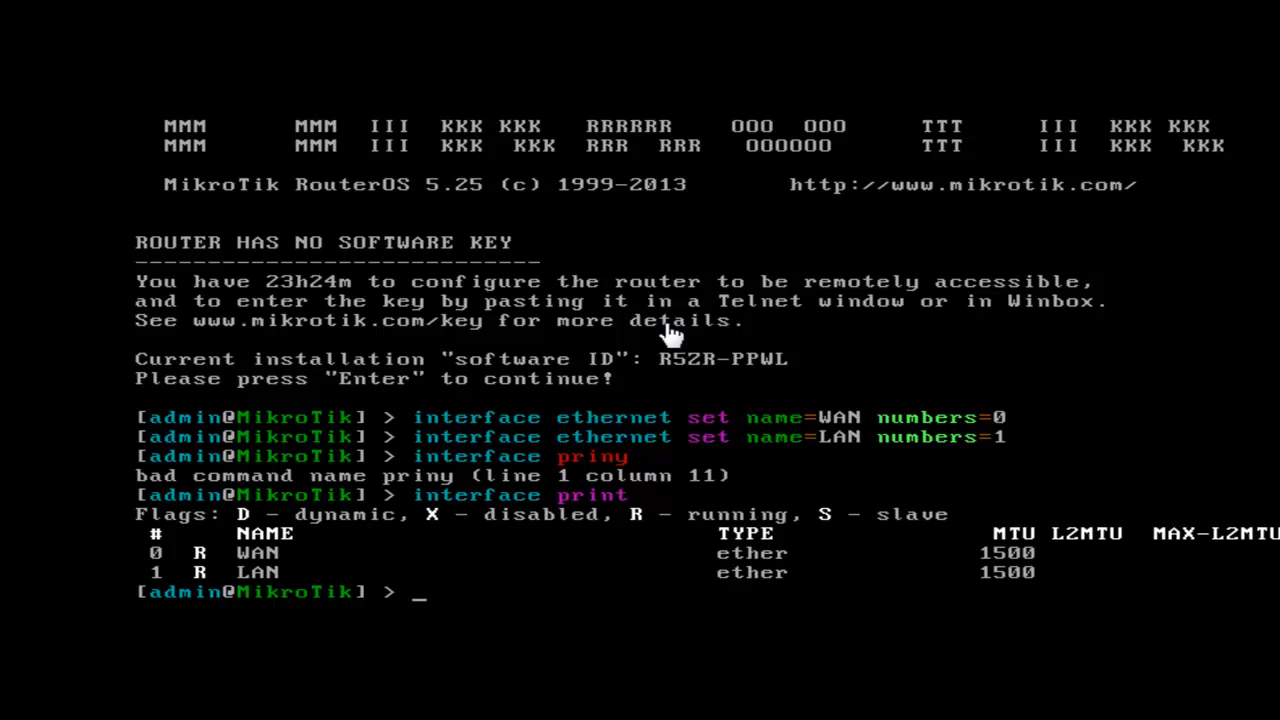 MMM MMM III KKK KKK RRRRRR OOO OOO TTT III KKK KKK
MMM MMM III KKK KKK RRR RRR OOOOOO TTT III KKK KKK
MikroTik RouterOS 5.25 (c) 1999-2013 http://www.mikrotik.com/
ROUTER HAS NO SOFTWARE KEY
----------------------------
You have 23h24m to configure the router to be remotely accessible,
and to enter the key by pasting it in a Telnet window or in Winbox.
See www.mikrotik.com/key for more details.
Current installation "software ID": R5ZR-PPWL
Please press "Enter" to continue!
[admin@MikroTik] > interface ethernet set name=WAN numbers=0
[admin@MikroTik] > interface ethernet set name=LAN numbers=1
[admin@MikroTik] > interface priny
bad command name priny (line 1 column 11)
[admin@MikroTik] > interface print
Flags: D - dynamic, X - disabled, R - running, S - slave
# NAME TYPE MTU L2MTU MAX-L2MTU
0 R WAN ether 1500
1 R LAN ether 1500
[admin@MikroTik] > _